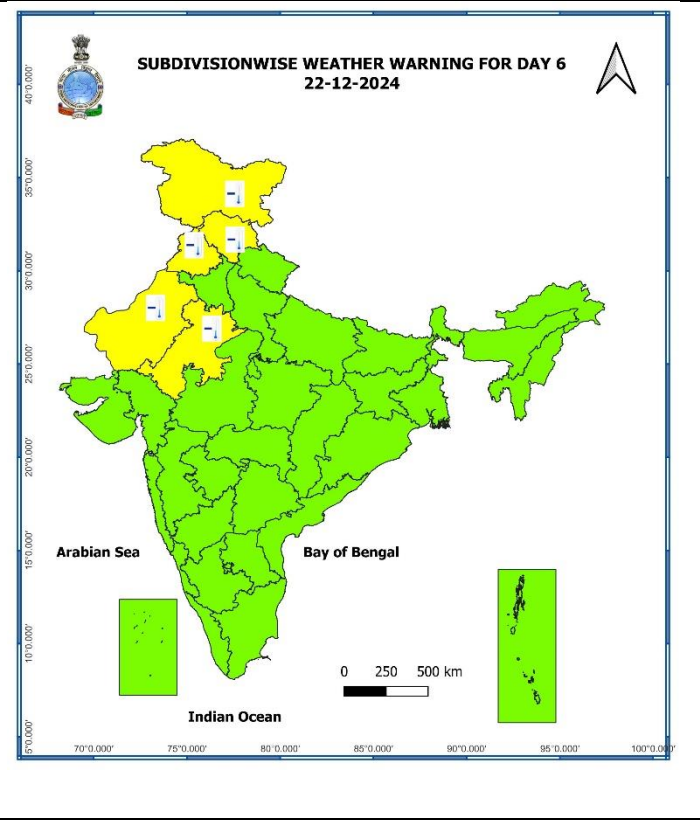 SUBDIVISIONWISE WEATHER WARNING FOR DAY 6
22-12-2024
40°0.000'
35°0.000'
30°0.000'
25°0.000'
20°0.000'
15°0.000'
10°0.000'
5°0.000'
Arabian Sea
Bay of Bengal
0 250 500 km
Indian Ocean
70°0.000' 75°0.000' 80°0.000' 85°0.000' 90°0.000' 95°0.000' 100°0.000'